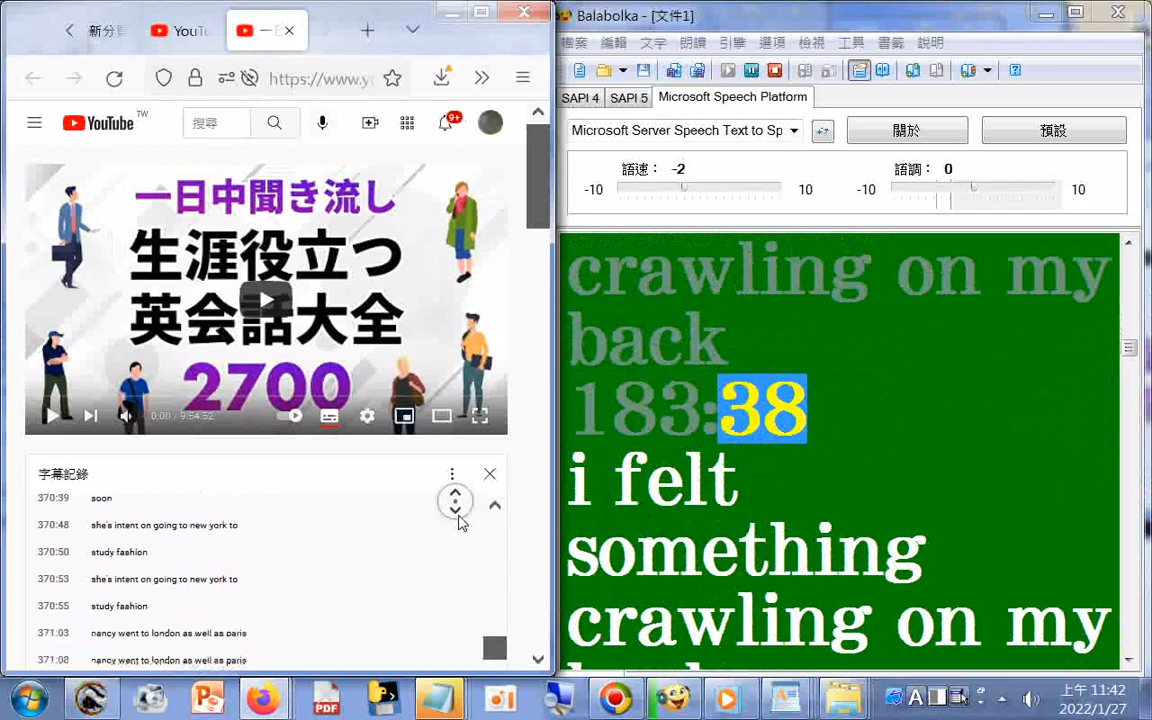 新分
YouT
一
https://www.y
YouTube TW
搜尋
9+
一日中聞き流し
生涯役立つ
英会話大全
2700
0:00 / 9:54:52
字幕記錄
370:39 soon
370:48 she's intent on going to new york to
370:50 study fashion
370:53 she's intent on going to new york to
370:55 study fashion
371:03 nancy went to london as well as paris
371:08 nancy went to london as well as paris
Balabolka - [文件1]
檔案 編輯 文字 朗讀 引擎 選項 檢視 工具 書籤 說明
SAPI 4 SAPI 5 Microsoft Speech Platform
Microsoft Server Speech Text to Sp 關於 預設
語速： -2 語調： 0
-10 10 -10 10
crawling on my
back
183:38
i felt
something
crawling on my
PDF
A
上午 11:42
2022/1/27